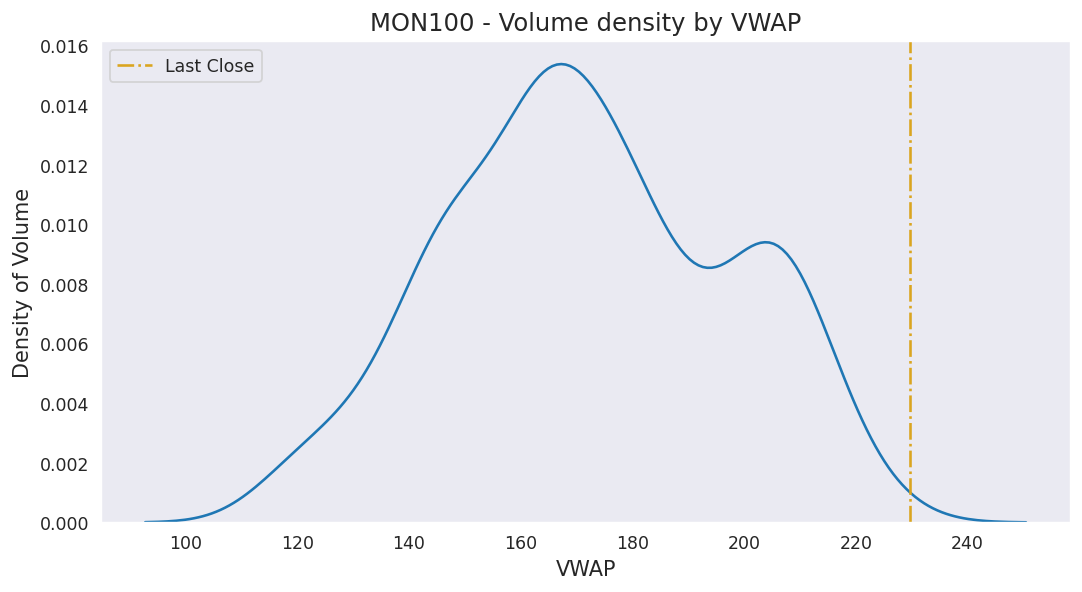 MON100 - Volume density by VWAP
Last Close
Density of Volume
0.016
0.014
0.012
0.010
0.008
0.006
0.004
0.002
0.000
100 120 140 160 180 200 220 240
VWAP